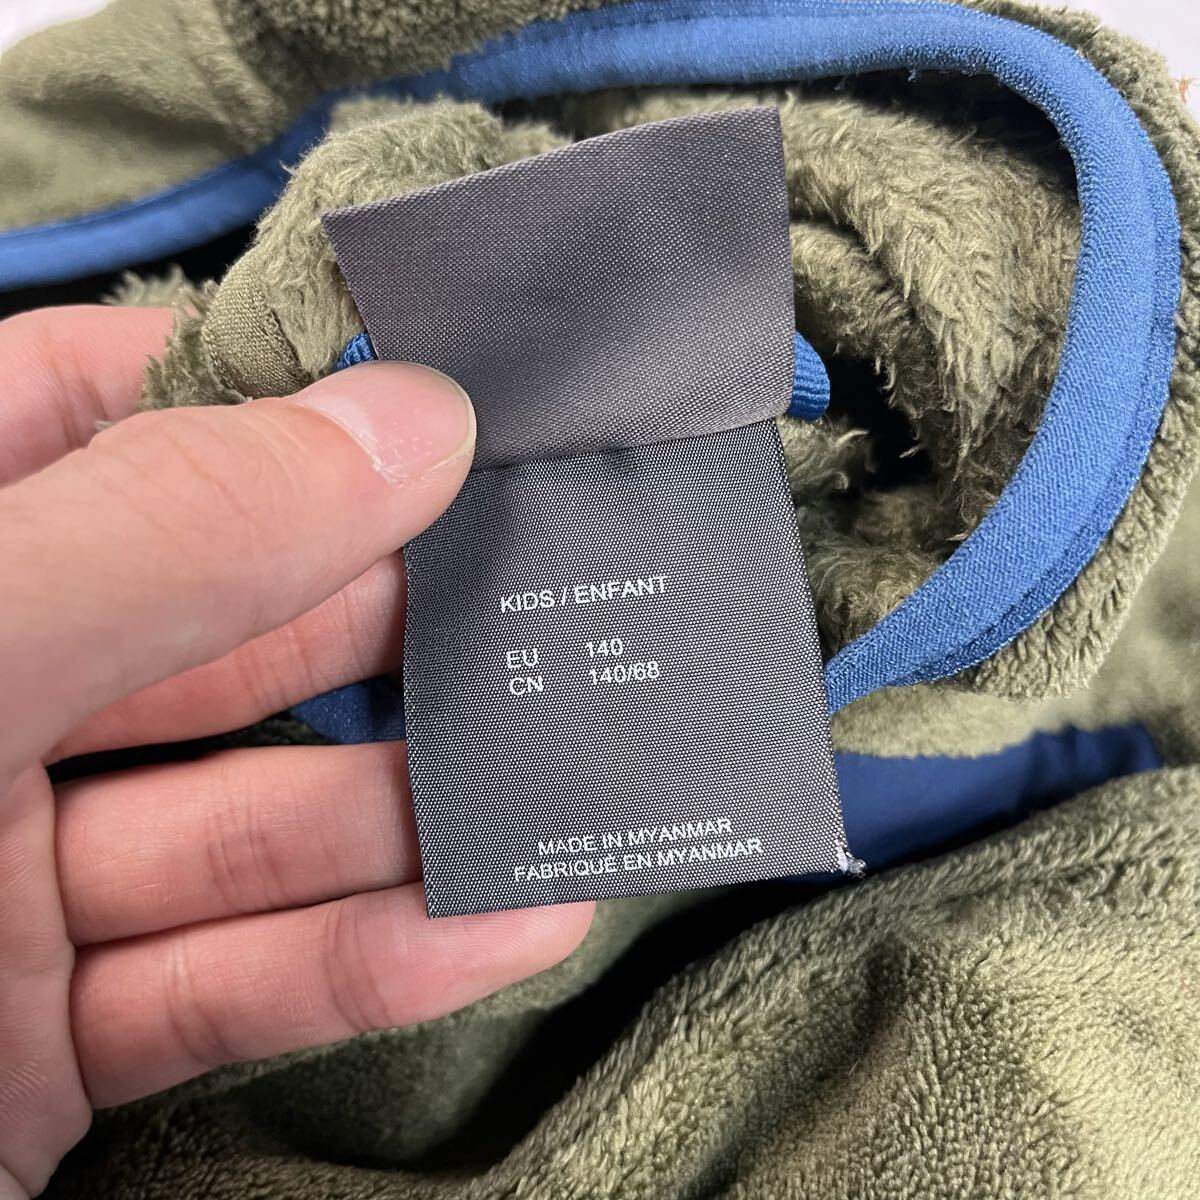 KIDS / ENFANT
EU 140
CN 140/68
MADE IN MYANMAR
FABRIQUE EN MYANMAR